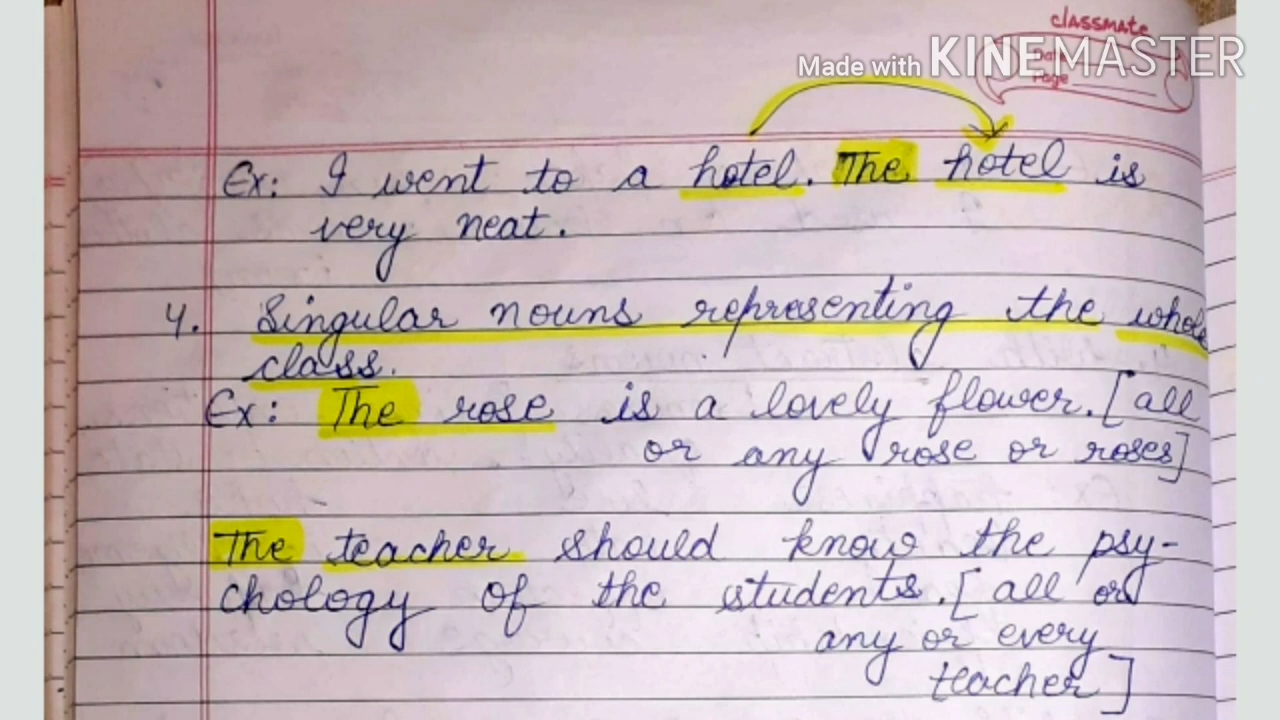 classmate
Made with KINEMASTER
Date
Page
Ex: I went to a hotel. The hotel is
very neat.
4. Singular nouns representing the whole
class.
Ex: The rose is a lovely flower. [all
or any rose or roses]
The teacher should know the psy-
chology of the students. [all or
any or every
teacher]